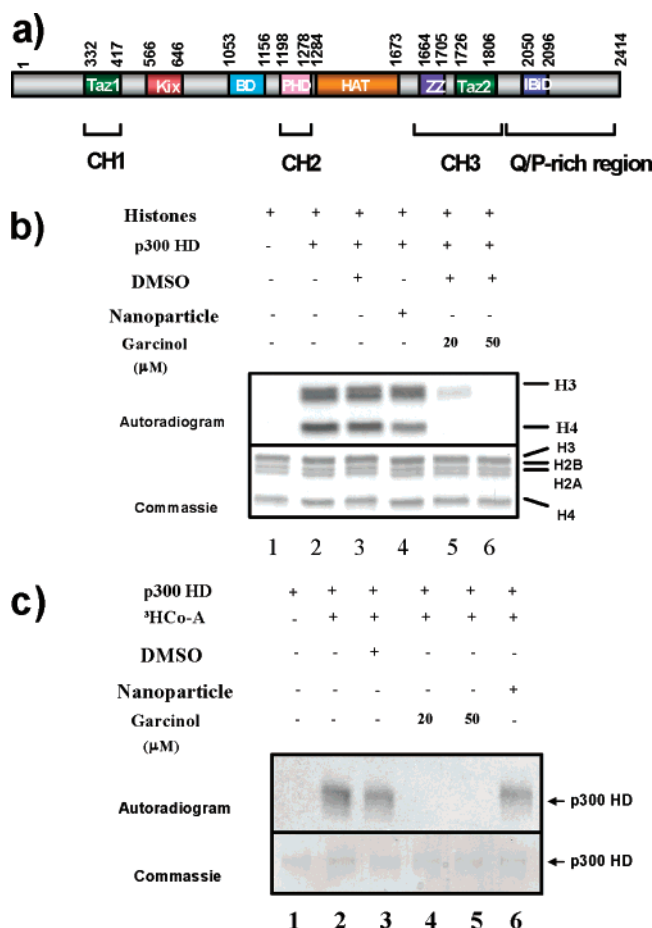 a)
1 332 417 566 646 1053 1156 1198 1278 1284 1673 1664 1705 1726 1806 2050 2096 2414
Taz1 Kix BD PHD HAT ZZ Taz2 IBiD
CH1 CH2 CH3 Q/P-rich region
b)
Histones + + + + + +
p300 HD - + + + + +
DMSO - - + - + +
Nanoparticle - - - + - -
Garcinol - - - - 20 50
(μM)
Autoradiogram
H3
H4
Commassie
H3
H2B
H2A
H4
1 2 3 4 5 6
c)
p300 HD + + + + + +
³HCo-A - + + + + +
DMSO - - + - - -
Nanoparticle - - - - - +
Garcinol - - - 20 50 -
(μM)
Autoradiogram ← p300 HD
Commassie ← p300 HD
1 2 3 4 5 6